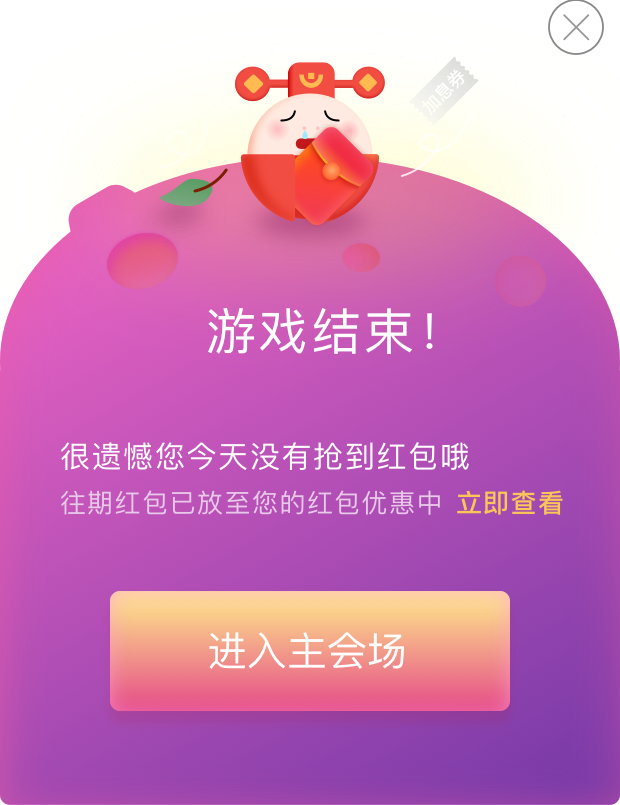 加息券
游戏结束！
很遗憾您今天没有抢到红包哦
往期红包已放至您的红包优惠中 立即查看
进入主会场